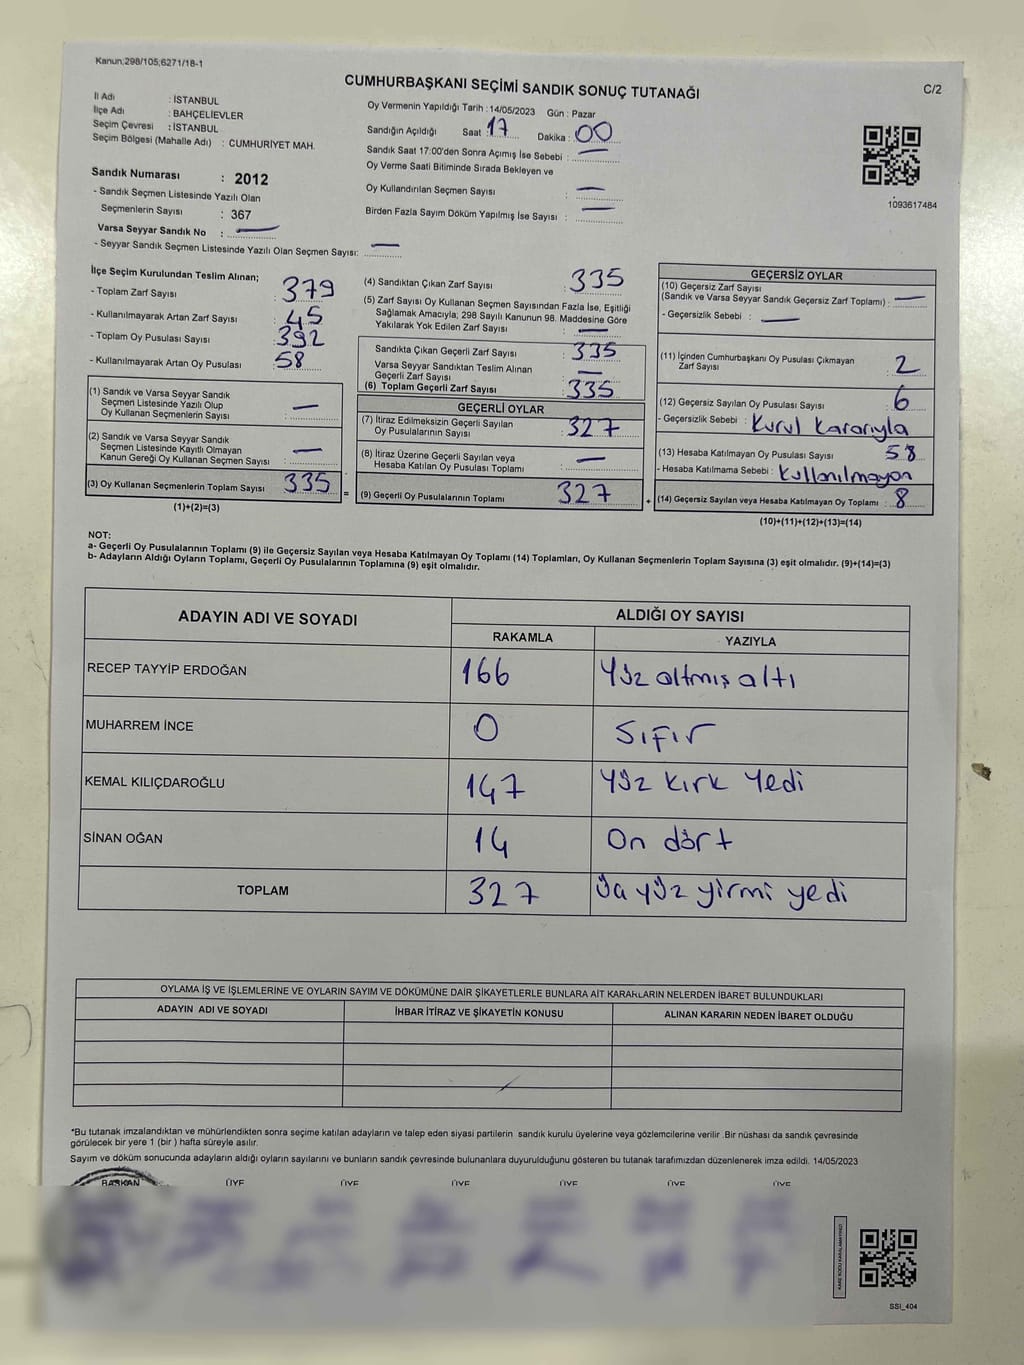 Kanun:298/105,6271/18-1
CUMHURBAŞKANI SEÇİMİ SANDIK SONUÇ TUTANAĞI
C/2
İl Adı : İSTANBUL
İlçe Adı : BAHÇELİEVLER
Seçim Çevresi : İSTANBUL
Seçim Bölgesi (Mahalle Adı) : CUMHURİYET MAH.
Sandık Numarası : 2012
- Sandık Seçmen Listesinde Yazılı Olan
Seçmenlerin Sayısı : 367
Varsa Seyyar Sandık No : —
- Seyyar Sandık Seçmen Listesinde Yazılı Olan Seçmen Sayısı: —
Oy Vermenin Yapıldığı Tarih : 14/05/2023 Gün : Pazar
Sandığın Açıldığı Saat : 17 Dakika : 00
Sandık Saat 17:00'den Sonra Açımış İse Sebebi : —
Oy Verme Saati Bitiminde Sırada Bekleyen ve
Oy Kullandırılan Seçmen Sayısı : —
Birden Fazla Sayım Döküm Yapılmış İse Sayısı : —
1093617484
İlçe Seçim Kurulundan Teslim Alınan;
- Toplam Zarf Sayısı : 379
- Kullanılmayarak Artan Zarf Sayısı : 45
- Toplam Oy Pusulası Sayısı : 392
- Kullanılmayarak Artan Oy Pusulası : 58
(1) Sandık ve Varsa Seyyar Sandık
Seçmen Listesinde Yazılı Olup
Oy Kullanan Seçmenlerin Sayısı : —
(2) Sandık ve Varsa Seyyar Sandık
Seçmen Listesinde Kayıtlı Olmayan
Kanun Gereği Oy Kullanan Seçmen Sayısı : —
(3) Oy Kullanan Seçmenlerin Toplam Sayısı : 335
(1)+(2)=(3)
(4) Sandıktan Çıkan Zarf Sayısı : 335
(5) Zarf Sayısı Oy Kullanan Seçmen Sayısından Fazla İse, Eşitliği
Sağlamak Amacıyla; 298 Sayılı Kanunun 98. Maddesine Göre
Yakılarak Yok Edilen Zarf Sayısı : —
Sandıkta Çıkan Geçerli Zarf Sayısı : 335
Varsa Seyyar Sandıktan Teslim Alınan
Geçerli Zarf Sayısı : —
(6) Toplam Geçerli Zarf Sayısı : 335
GEÇERLİ OYLAR
(7) İtiraz Edilmeksizin Geçerli Sayılan
Oy Pusulalarının Sayısı : 327
(8) İtiraz Üzerine Geçerli Sayılan veya
Hesaba Katılan Oy Pusulası Toplamı : —
(9) Geçerli Oy Pusulalarının Toplamı : 327
GEÇERSİZ OYLAR
(10) Geçersiz Zarf Sayısı
(Sandık ve Varsa Seyyar Sandık Geçersiz Zarf Toplamı) : —
- Geçersizlik Sebebi : —
(11) İçinden Cumhurbaşkanı Oy Pusulası Çıkmayan
Zarf Sayısı : 2
(12) Geçersiz Sayılan Oy Pusulası Sayısı : 6
- Geçersizlik Sebebi : Kurul Kararıyla
(13) Hesaba Katılmayan Oy Pusulası Sayısı : 58
- Hesaba Katılmama Sebebi : Kullanılmayan
(14) Geçersiz Sayılan veya Hesaba Katılmayan Oy Toplamı : 8
(10)+(11)+(12)+(13)=(14)
NOT:
a- Geçerli Oy Pusulalarının Toplamı (9) ile Geçersiz Sayılan veya Hesaba Katılmayan Oy Toplamı (14) Toplamları, Oy Kullanan Seçmenlerin Toplam Sayısına (3) eşit olmalıdır. (9)+(14)=(3)
b- Adayların Aldığı Oyların Toplamı, Geçerli Oy Pusulalarının Toplamına (9) eşit olmalıdır.
ADAYIN ADI VE SOYADI ALDIĞI OY SAYISI
RAKAMLA YAZIYLA
RECEP TAYYİP ERDOĞAN 166 Yüz altmış altı
MUHARREM İNCE 0 Sıfır
KEMAL KILIÇDAROĞLU 147 Yüz Kırk Yedi
SİNAN OĞAN 14 On dört
TOPLAM 327 yüz yirmi yedi
OYLAMA İŞ VE İŞLEMLERİNE VE OYLARIN SAYIM VE DÖKÜMÜNE DAİR ŞİKAYETLERLE BUNLARA AİT KARARLARIN NELERDEN İBARET BULUNDUKLARI
ADAYIN ADI VE SOYADI İHBAR İTİRAZ VE ŞİKAYETİN KONUSU ALINAN KARARIN NEDEN İBARET OLDUĞU
*Bu tutanak imzalandıktan ve mühürlendikten sonra seçime katılan adayların ve talep eden siyasi partilerin sandık kurulu üyelerine veya gözlemcilerine verilir .Bir nüshası da sandık çevresinde
görülecek bir yere 1 (bir ) hafta süreyle asılır.
Sayım ve döküm sonucunda adayların aldığı oyların sayılarını ve bunların sandık çevresinde bulunanlara duyurulduğunu gösteren bu tutanak tarafımızdan düzenlenerek imza edildi. 14/05/2023
BAŞKAN ÜYE ÜYE ÜYE ÜYE ÜYE ÜYE
KARE KODU KARALAMAYINIZ!
SSI_404